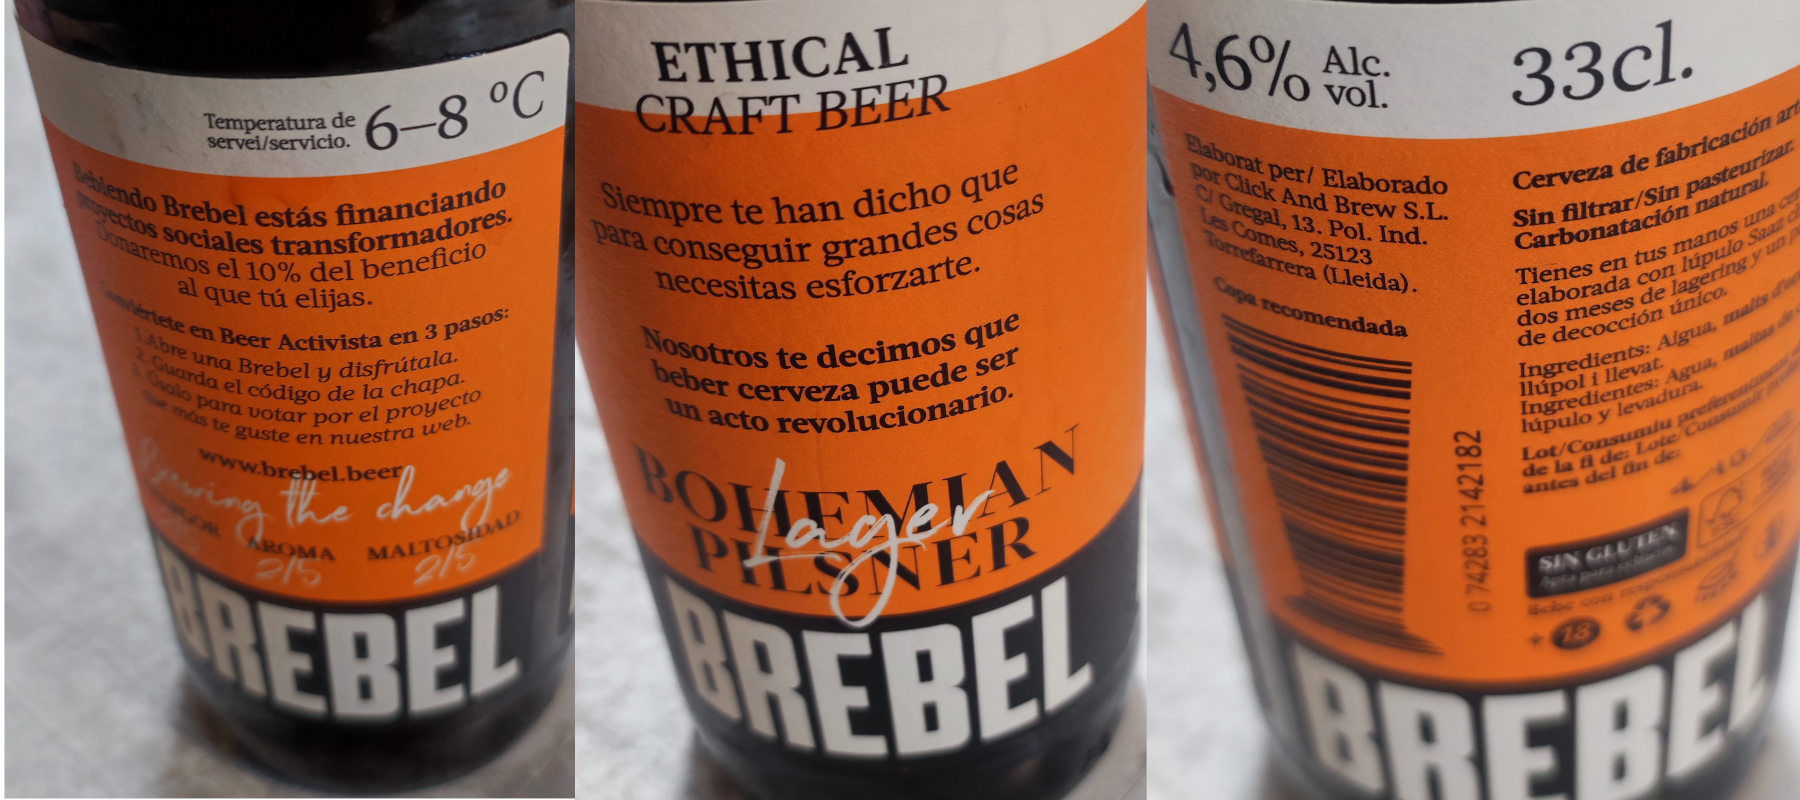 Temperatura de
servei/servicio.
6–8 ºC
Bebiendo Brebel estás financiando
proyectos sociales transformadores.
Donaremos el 10% del beneficio
al que tú elijas.
Conviértete en Beer Activista en 3 pasos:
1. Abre una Brebel y disfrútala.
2. Guarda el código de la chapa.
3. Úsalo para votar por el proyecto
que más te guste en nuestra web.
www.brebel.beer
Brewing the change
AROMA MALTOSIDAD
2/5 2/5
BREBEL
ETHICAL
CRAFT BEER
Siempre te han dicho que
para conseguir grandes cosas
necesitas esforzarte.
Nosotros te decimos que
beber cerveza puede ser
un acto revolucionario.
BOHEMIAN
Lager
PILSNER
BREBEL
4,6% Alc.
vol.
33cl.
Elaborat per/ Elaborado
por Click And Brew S.L.
C/ Gregal, 13. Pol. Ind.
Les Comes, 25123
Torrefarrera (Lleida).
Copa recomendada
0 74283 2142182
Cerveza de fabricación
Sin filtrar/Sin pasteurizar.
Carbonatación natural.
Tienes en tus manos una
elaborada con lúpulo Saaz
dos meses de lagering y un
de decocción único.
Ingredients: Aigua, malts
llúpol i llevat.
Ingredientes: Agua, maltas de
lúpulo y levadura.
Lot/Consumiu preferentment
de la fi de: Lote/Consumir
antes del fin de:
SIN GLUTEN
Apta para celíacos
+18
BREBEL